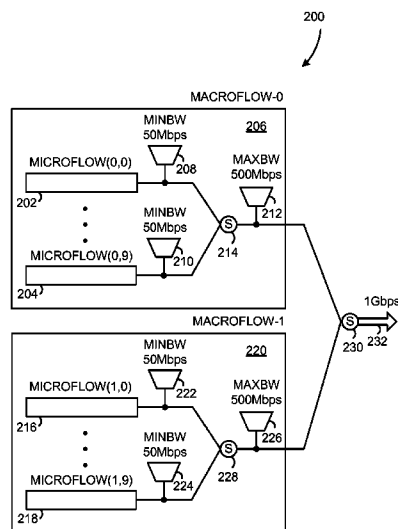 200
MACROFLOW-0
MINBW
50Mbps
206
MICROFLOW(0,0)
208
MAXBW
500Mbps
202
MINBW
50Mbps
212
MICROFLOW(0,9)
210
S
214
204
1Gbps
S
230
232
MACROFLOW-1
MINBW
50Mbps
220
MICROFLOW(1,0)
222
MAXBW
500Mbps
216
MINBW
50Mbps
226
MICROFLOW(1,9)
224
S
228
218